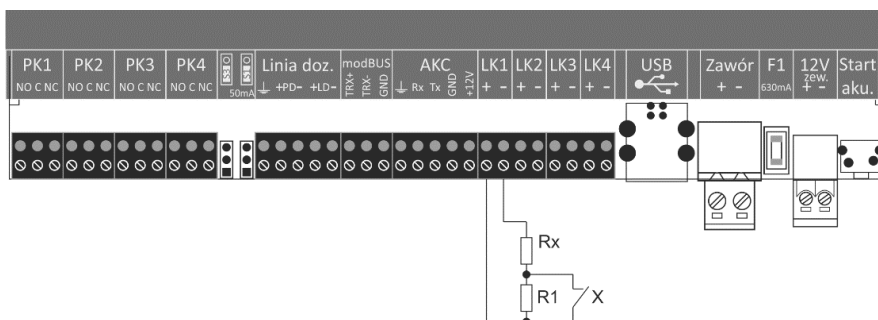 PK1 PK2 PK3 PK4 S3 S1 Linia doz. modBUS AKC LK1 LK2 LK3 LK4 USB Zawór F1 12V Start
NO C NC NO C NC NO C NC NO C NC 50mA +PD- +LD- TRX+ TRX- GND Rx Tx GND +12V + - + - + - + - + - 630mA zew. + - aku.
Rx
R1 X